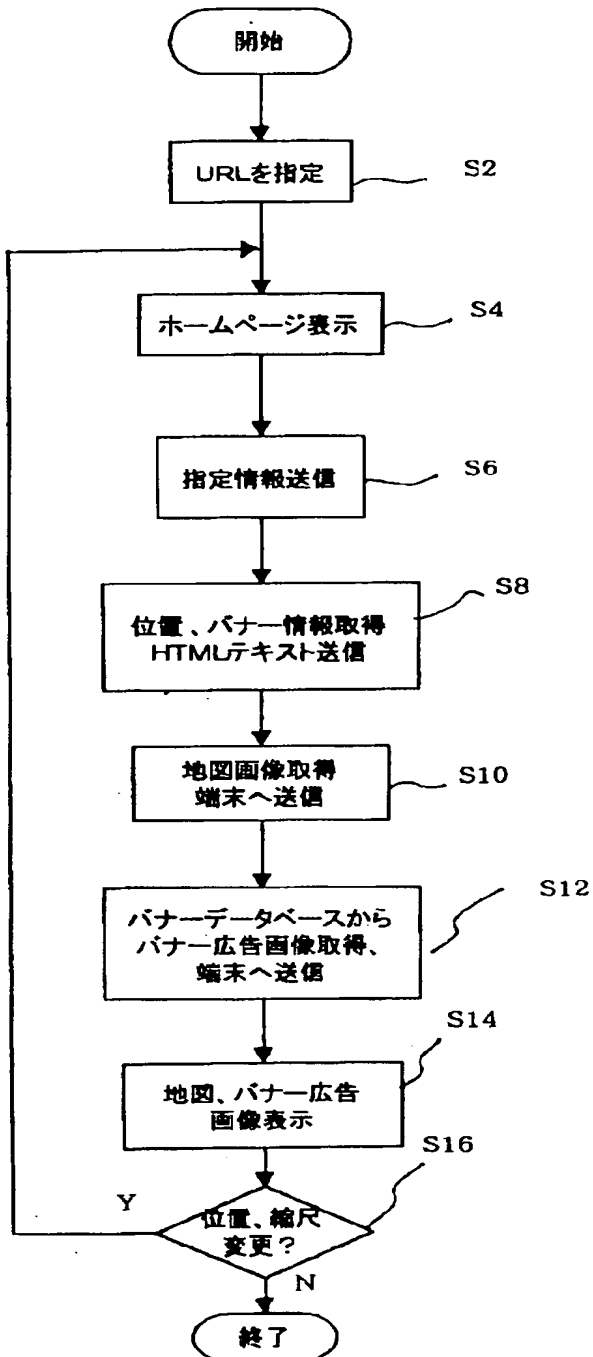 開始
URLを指定
S2
ホームページ表示
S4
指定情報送信
S6
位置、バナー情報取得
HTMLテキスト送信
S8
地図画像取得
端末へ送信
S10
バナーデータベースから
バナー広告画像取得、
端末へ送信
S12
地図、バナー広告
画像表示
S14
位置、縮尺
変更?
S16
Y
N
終了